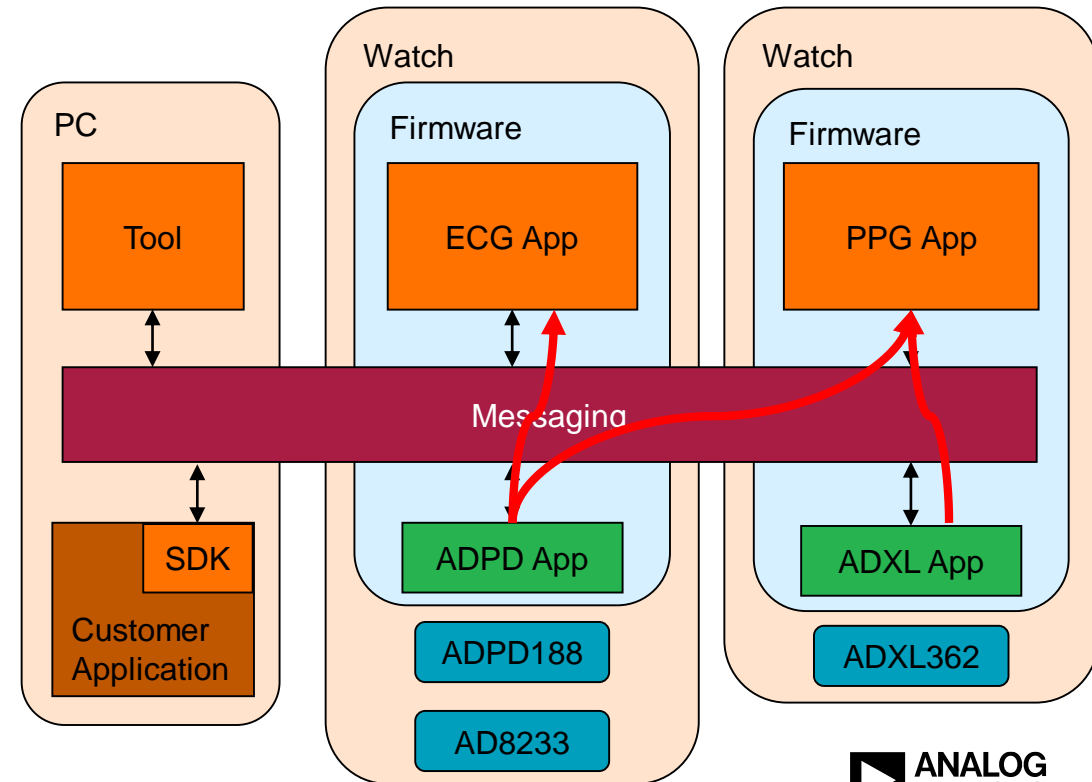 Watch
Watch
PC
Firmware
Firmware
Tool
ECG App
PPG App
Messaging
SDK
ADPD App
ADXL App
Customer
Application
ADPD188
ADXL362
AD8233
ANALOG